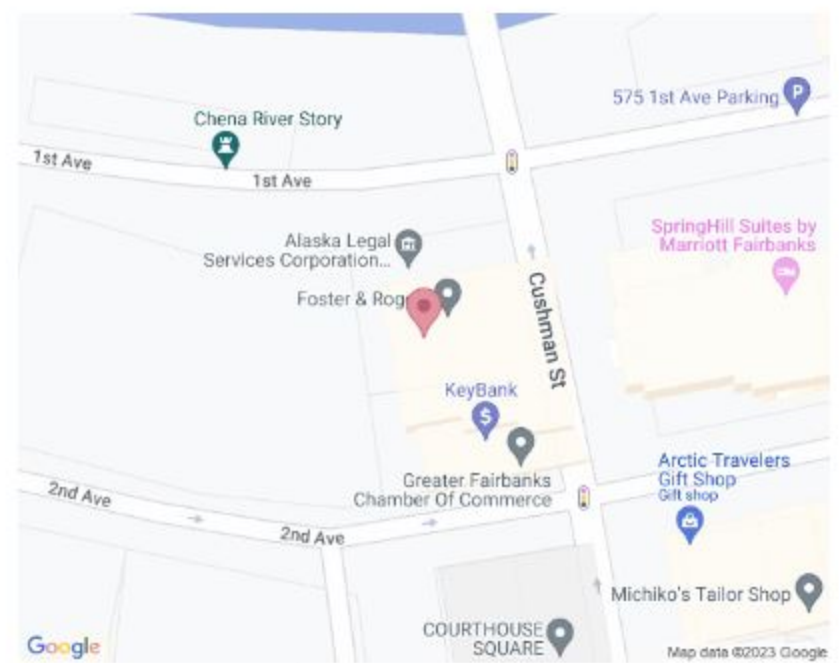 575 1st Ave Parking
P
Chena River Story
1st Ave
1st Ave
SpringHill Suites by
Marriott Fairbanks
Alaska Legal
Services Corporation...
Foster & Rog
Cushman St
KeyBank
$
Arctic Travelers
Gift Shop
Gift shop
Greater Fairbanks
Chamber Of Commerce
2nd Ave
2nd Ave
Michiko's Tailor Shop
COURTHOUSE
SQUARE
Google
Map data ©2023 Google